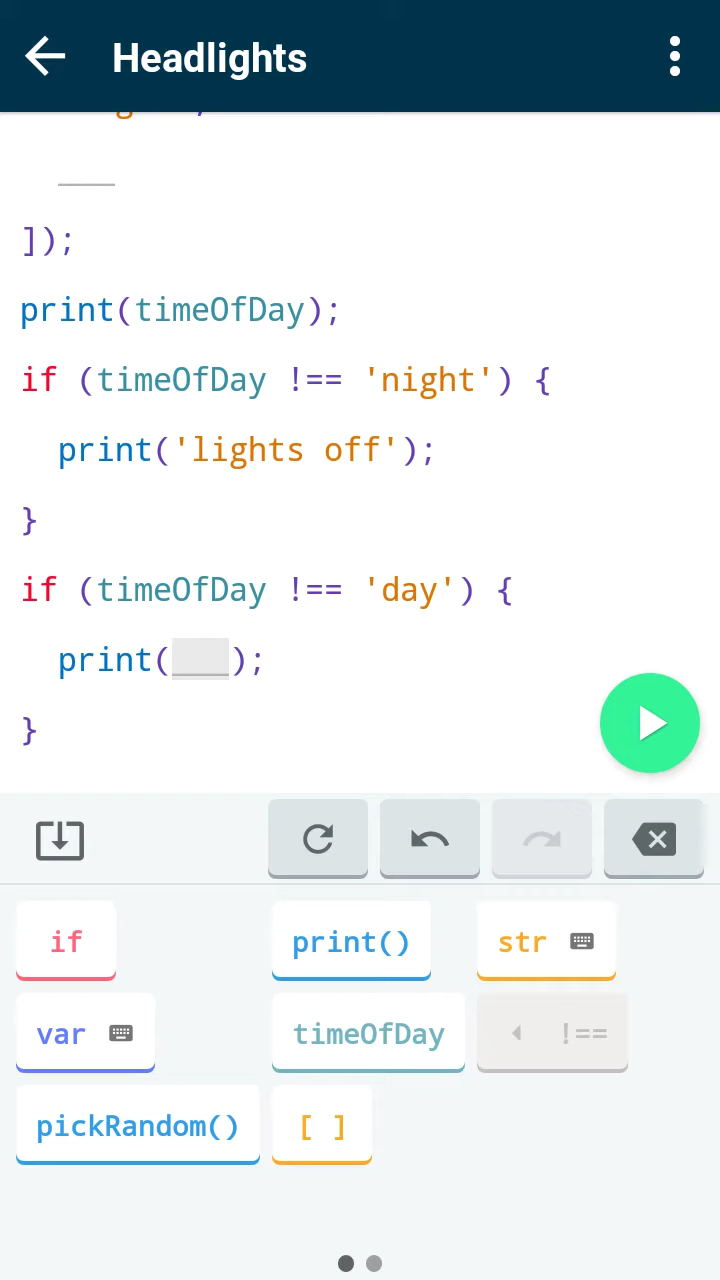 Headlights
]);
print(timeOfDay);
if (timeOfDay !== 'night') {
print('lights off');
}
if (timeOfDay !== 'day') {
print(___);
}
if print() str
var timeOfDay !==
pickRandom() [ ]